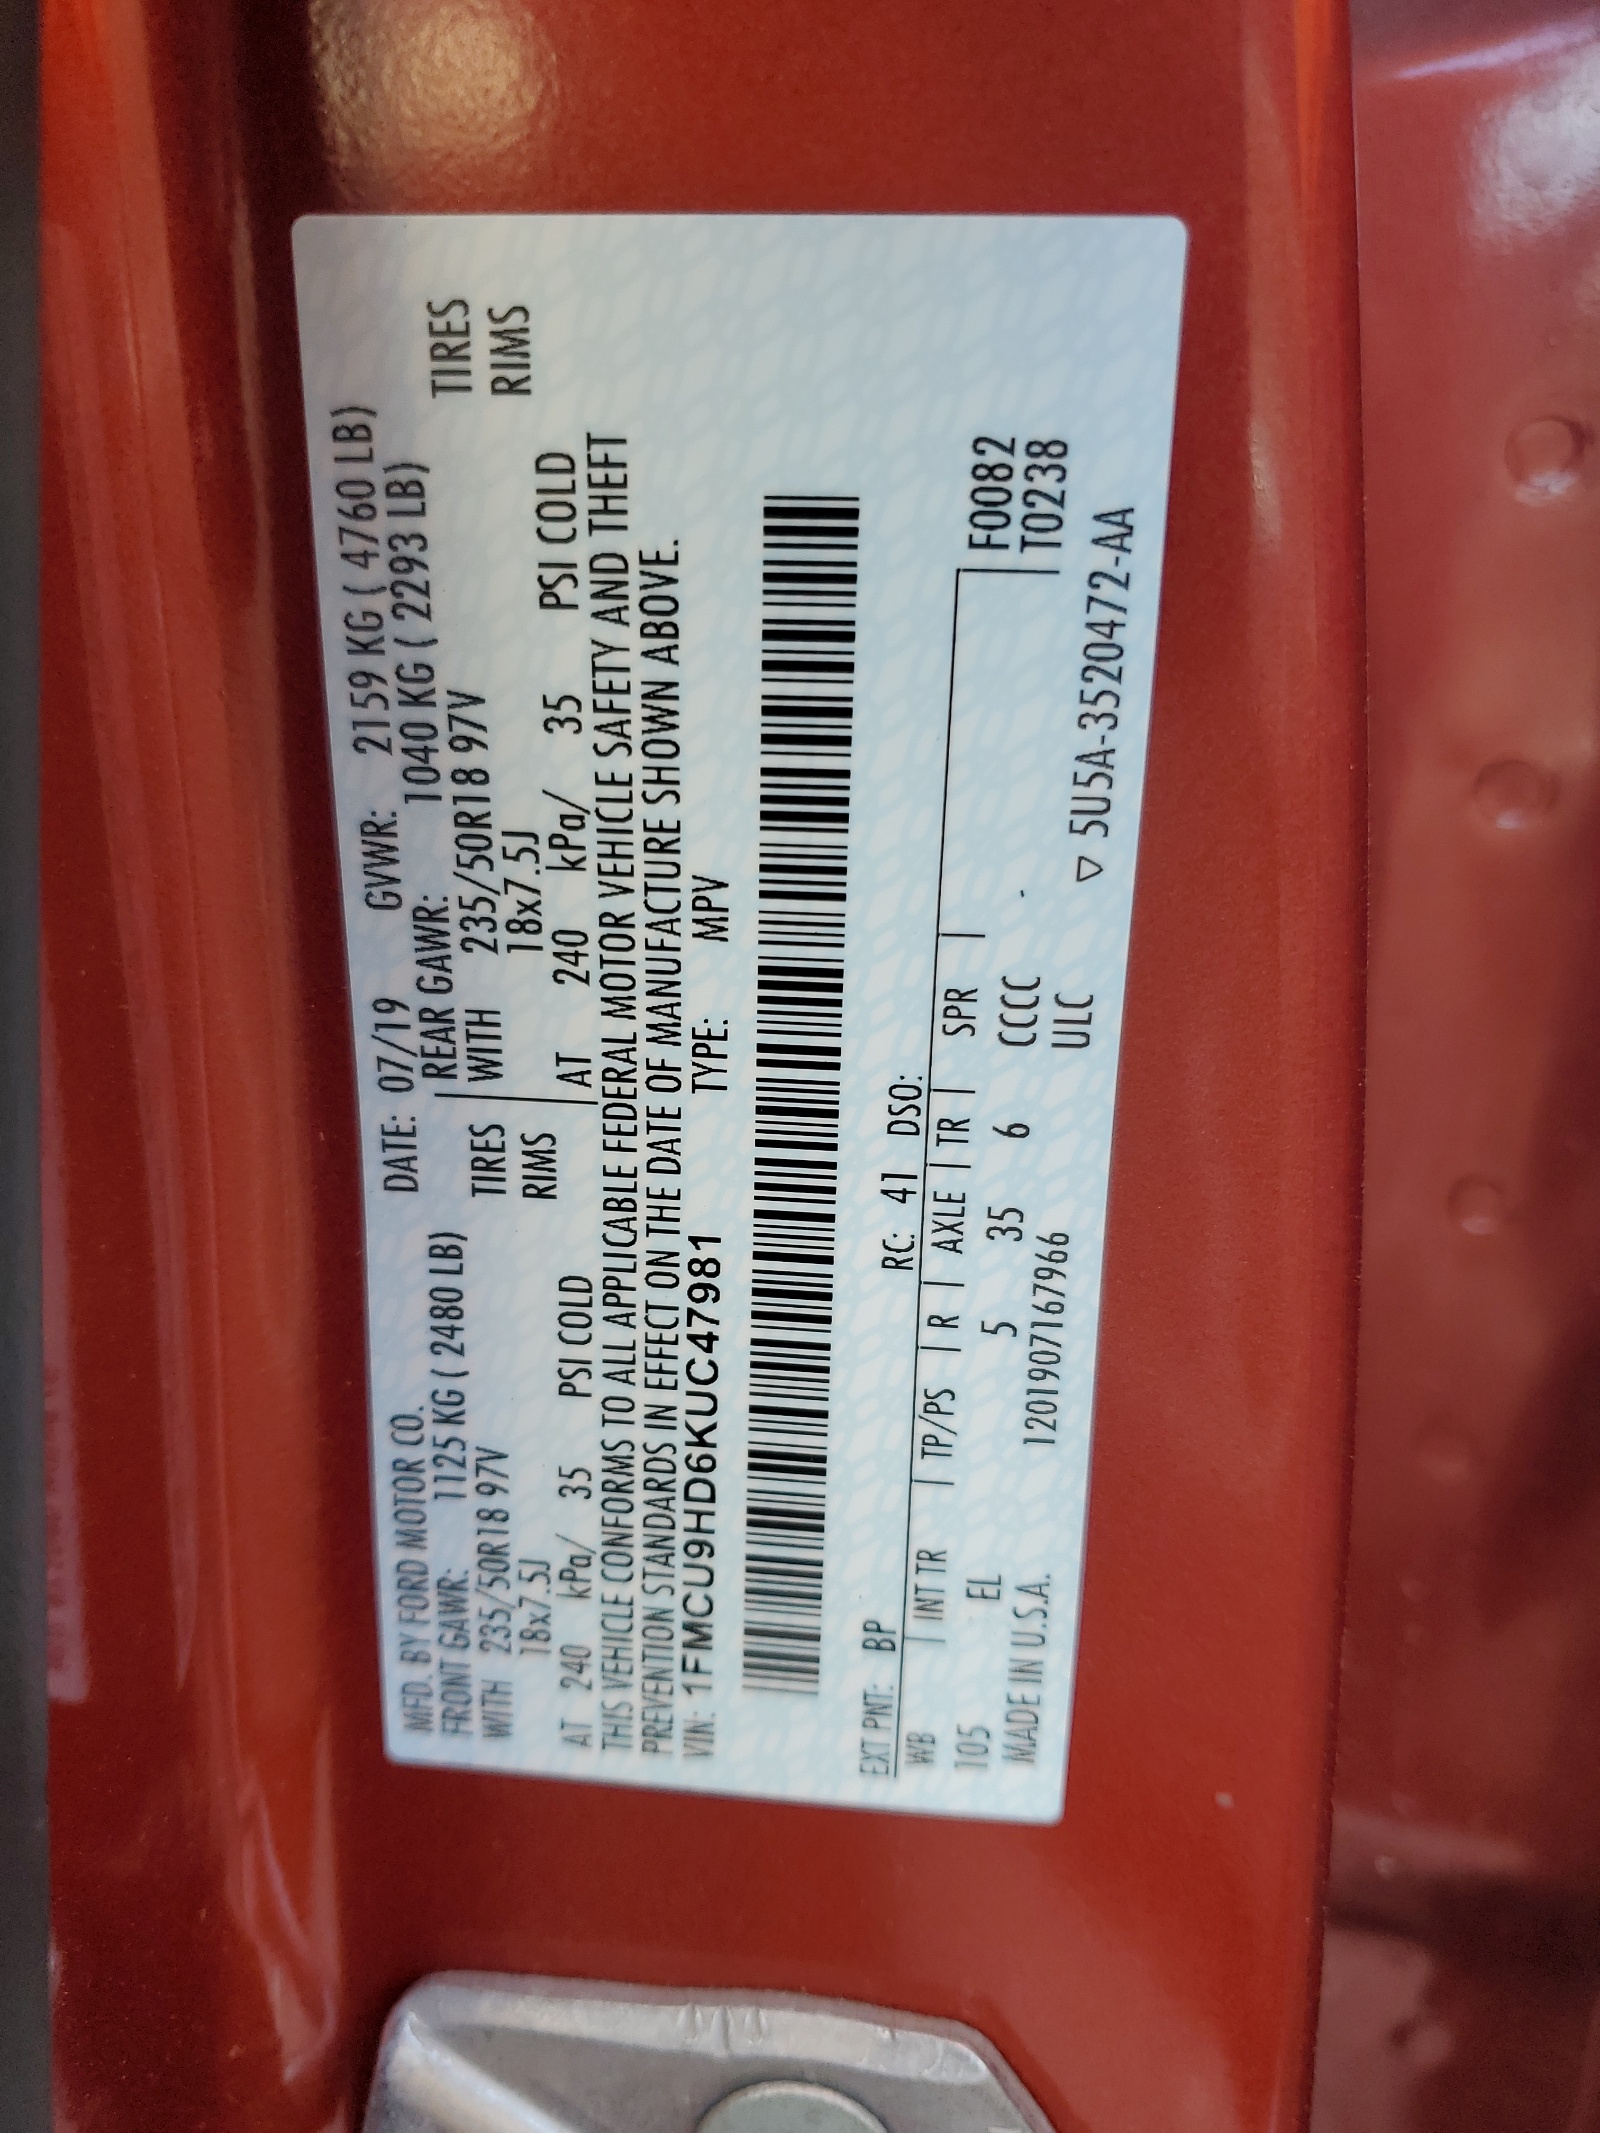 MFD. BY FORD MOTOR CO. DATE: 07/19 GVWR: 2159 KG ( 4760 LB)
FRONT GAWR: 1125 KG ( 2480 LB) REAR GAWR: 1040 KG ( 2293 LB)
WITH 235/50R18 97V TIRES WITH 235/50R18 97V TIRES
18x7.5J RIMS 18x7.5J RIMS
AT 240 kPa/ 35 PSI COLD AT 240 kPa/ 35 PSI COLD
THIS VEHICLE CONFORMS TO ALL APPLICABLE FEDERAL MOTOR VEHICLE SAFETY AND THEFT
PREVENTION STANDARDS IN EFFECT ON THE DATE OF MANUFACTURE SHOWN ABOVE.
VIN: 1FMCU9HD6KUC47981 TYPE: MPV
EXT PNT: BP RC: 41 DSO:
WB | INT TR | TP/PS | R | AXLE | TR | SPR | F0082
105 EL 5 35 6 CCCC T0238
MADE IN U.S.A. 1201907167966 ULC ▽ 5U5A-3520472-AA